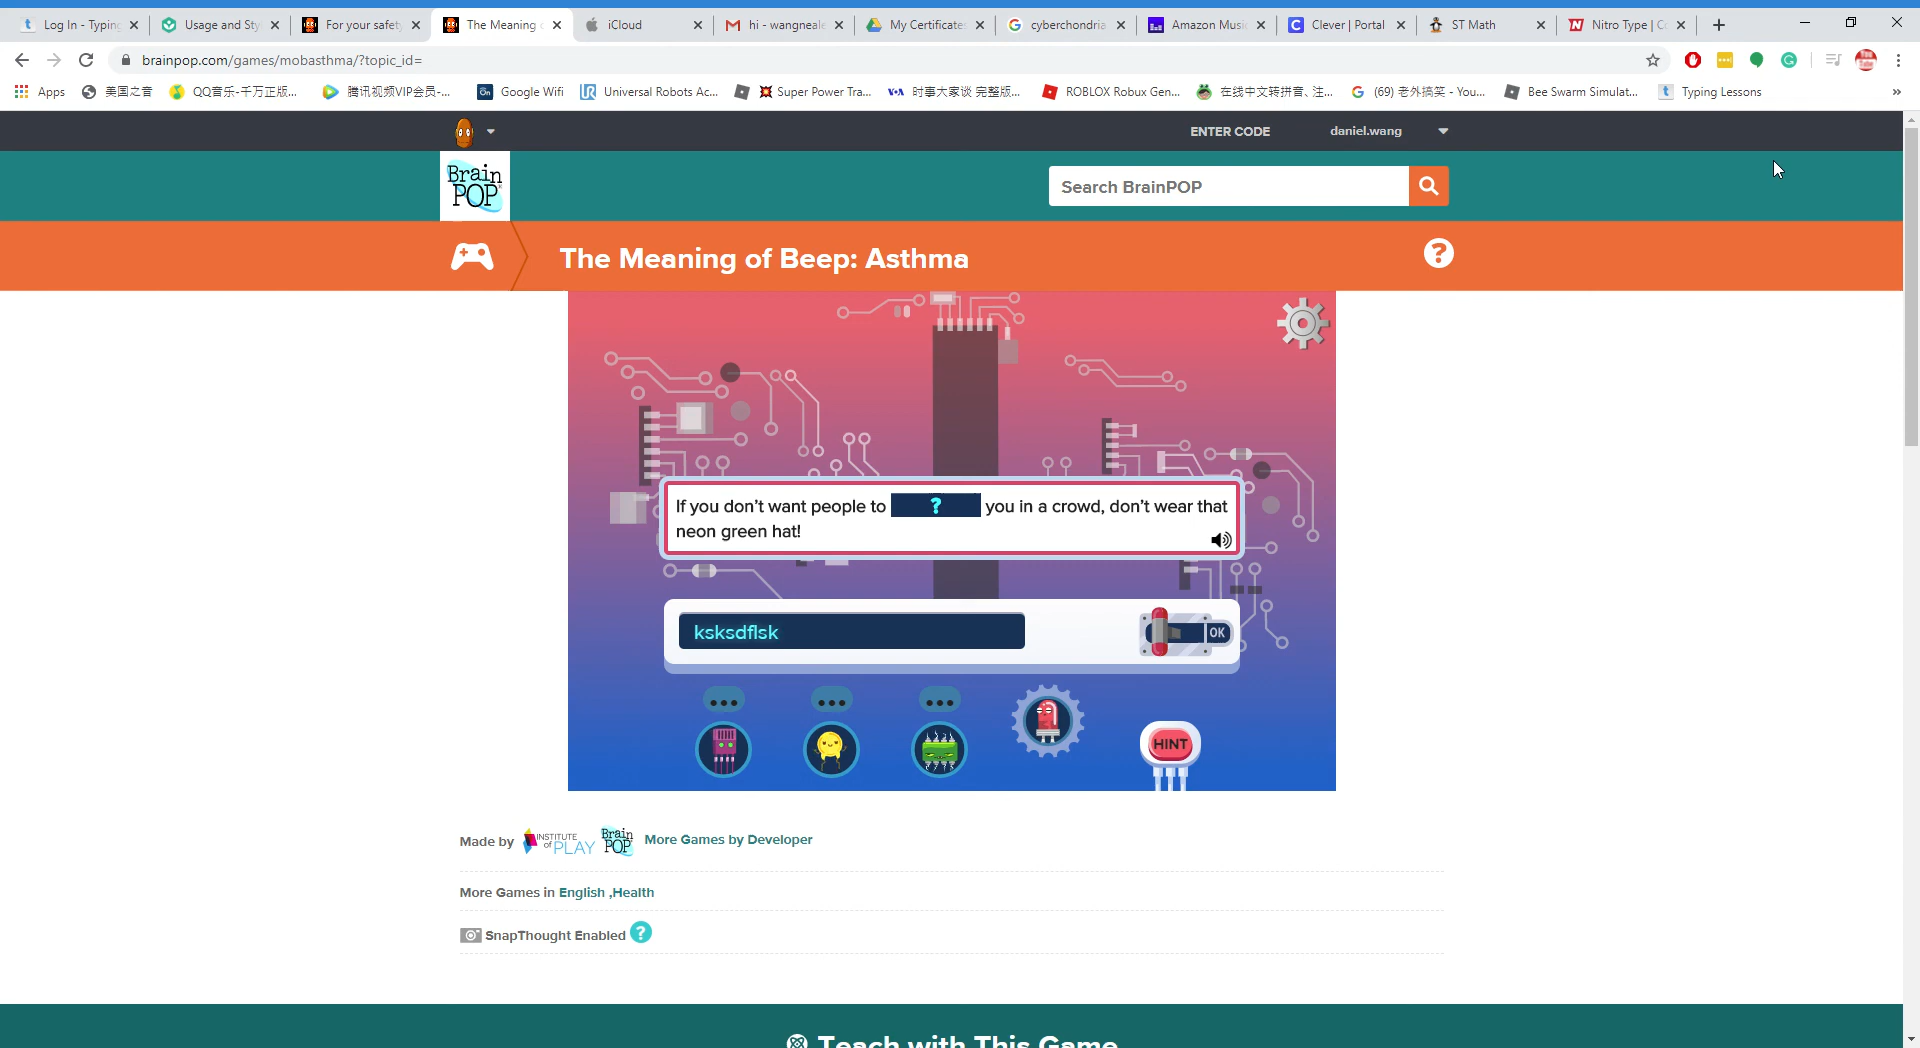 Log In - Typing
Usage and Sty
For your safety
The Meaning o
iCloud
hi - wangneale
My Certificates
cyberchondria
Amazon Music
Clever | Portal
ST Math
Nitro Type | Co
brainpop.com/games/mobasthma/?topic_id=
Apps
美国之音
QQ音乐-千万正版...
腾讯视频VIP会员-...
On
Google Wifi
Universal Robots Ac...
Super Power Tra...
VOA
时事大家谈 完整版...
ROBLOX Robux Gen...
在线中文转拼音、注...
(69) 老外搞笑 - You...
Bee Swarm Simulat...
Typing Lessons
»
ENTER CODE
daniel.wang
Brain
POP
Search BrainPOP
The Meaning of Beep: Asthma
?
If you don't want people to ? you in a crowd, don't wear that
neon green hat!
ksksdflsk
OK
HINT
Made by
INSTITUTE
of PLAY
Brain
POP
More Games by Developer
More Games in English ,Health
SnapThought Enabled ?
Teach with This Game